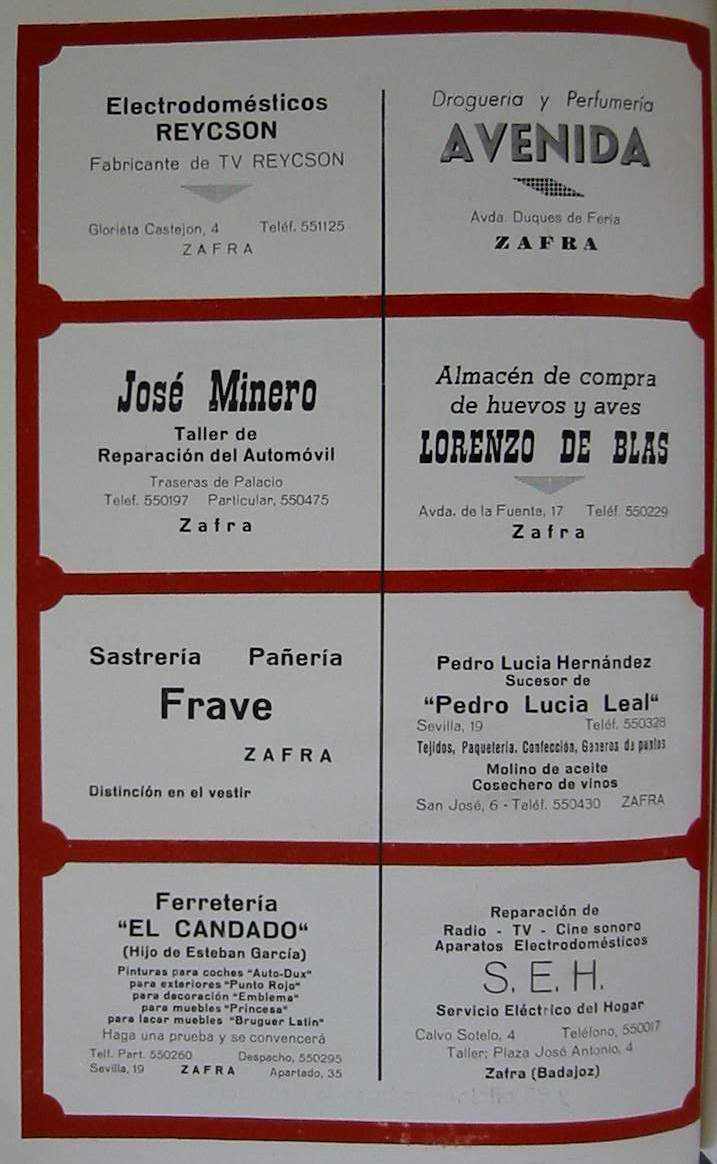 Electrodomésticos
REYCSON
Fabricante de TV REYCSON
Glorieta Castejon, 4 Teléf. 551125
ZAFRA
Drogueria y Perfumería
AVENIDA
Avda. Duques de Feria
ZAFRA
José Minero
Taller de
Reparación del Automóvil
Traseras de Palacio
Telef. 550197 Particular, 550475
Zafra
Almacén de compra
de huevos y aves
LORENZO DE BLAS
Avda. de la Fuente, 17 Teléf. 550229
Zafra
Sastrería Pañería
Frave
ZAFRA
Distinción en el vestir
Pedro Lucia Hernández
Sucesor de
“Pedro Lucia Leal“
Sevilla, 19 Teléf. 550328
Tejidos, Paqueteria. Confección, Generos de puntos
Molino de aceite
Cosechero de vinos
San José, 6 - Teléf. 550430 ZAFRA
Ferretería
“EL CANDADO“
(Hijo de Esteban García)
Pinturas para coches “Auto-Dux“
para exteriores “Punto Rojo“
para decoración “Emblema“
para muebles “Princesa“
para lacar muebles “Bruguer Latin“
Haga una prueba y se convencerá
Telf. Part. 550260 Despacho, 550295
Sevilla, 19 ZAFRA Apartado, 35
Reparación de
Radio - TV - Cine sonoro
Aparatos Electrodomésticos
S. E. H.
Servicio Eléctrico del Hogar
Calvo Sotelo, 4 Teléfono, 550017
Taller: Plaza José Antonio, 4
Zafra (Badajoz)